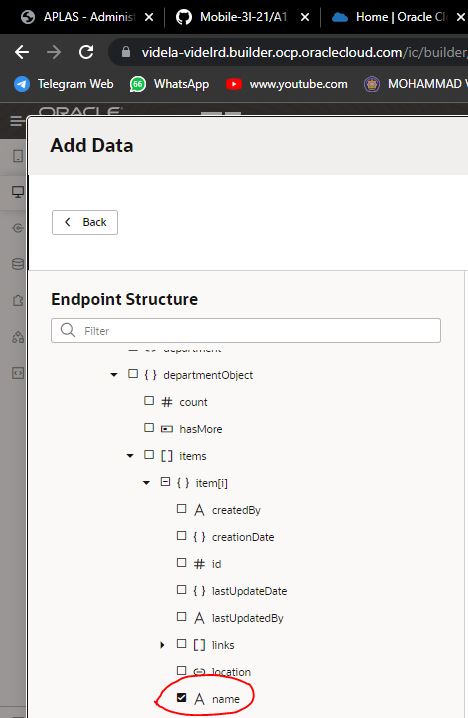 APLAS - Adminis
Mobile-3I-21/A1
Home | Oracle Cl
videla-videlrd.builder.ocp.oraclecloud.com/ic/builder
Telegram Web
66
WhatsApp
www.youtube.com
MOHAMMAD V
ORACLE
Add Data
Back
Endpoint Structure
Filter
department
{ } departmentObject
# count
hasMore
[ ] items
{ } item[i]
A createdBy
{ } creationDate
# id
{ } lastUpdateDate
A lastUpdatedBy
[ ] links
location
A name